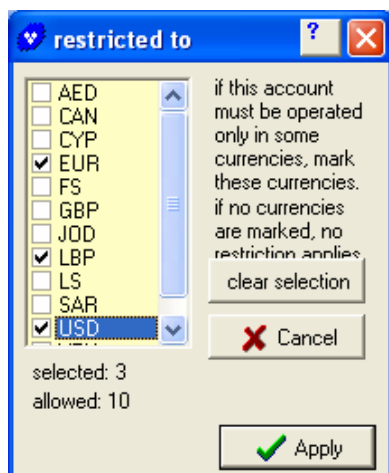 restricted to
?
AED
CAN
CYP
EUR
FS
GBP
JOD
LBP
LS
SAR
USD
if this account
must be operated
only in some
currencies, mark
these currencies.
if no currencies
are marked, no
restriction applies
clear selection
Cancel
selected: 3
allowed: 10
Apply